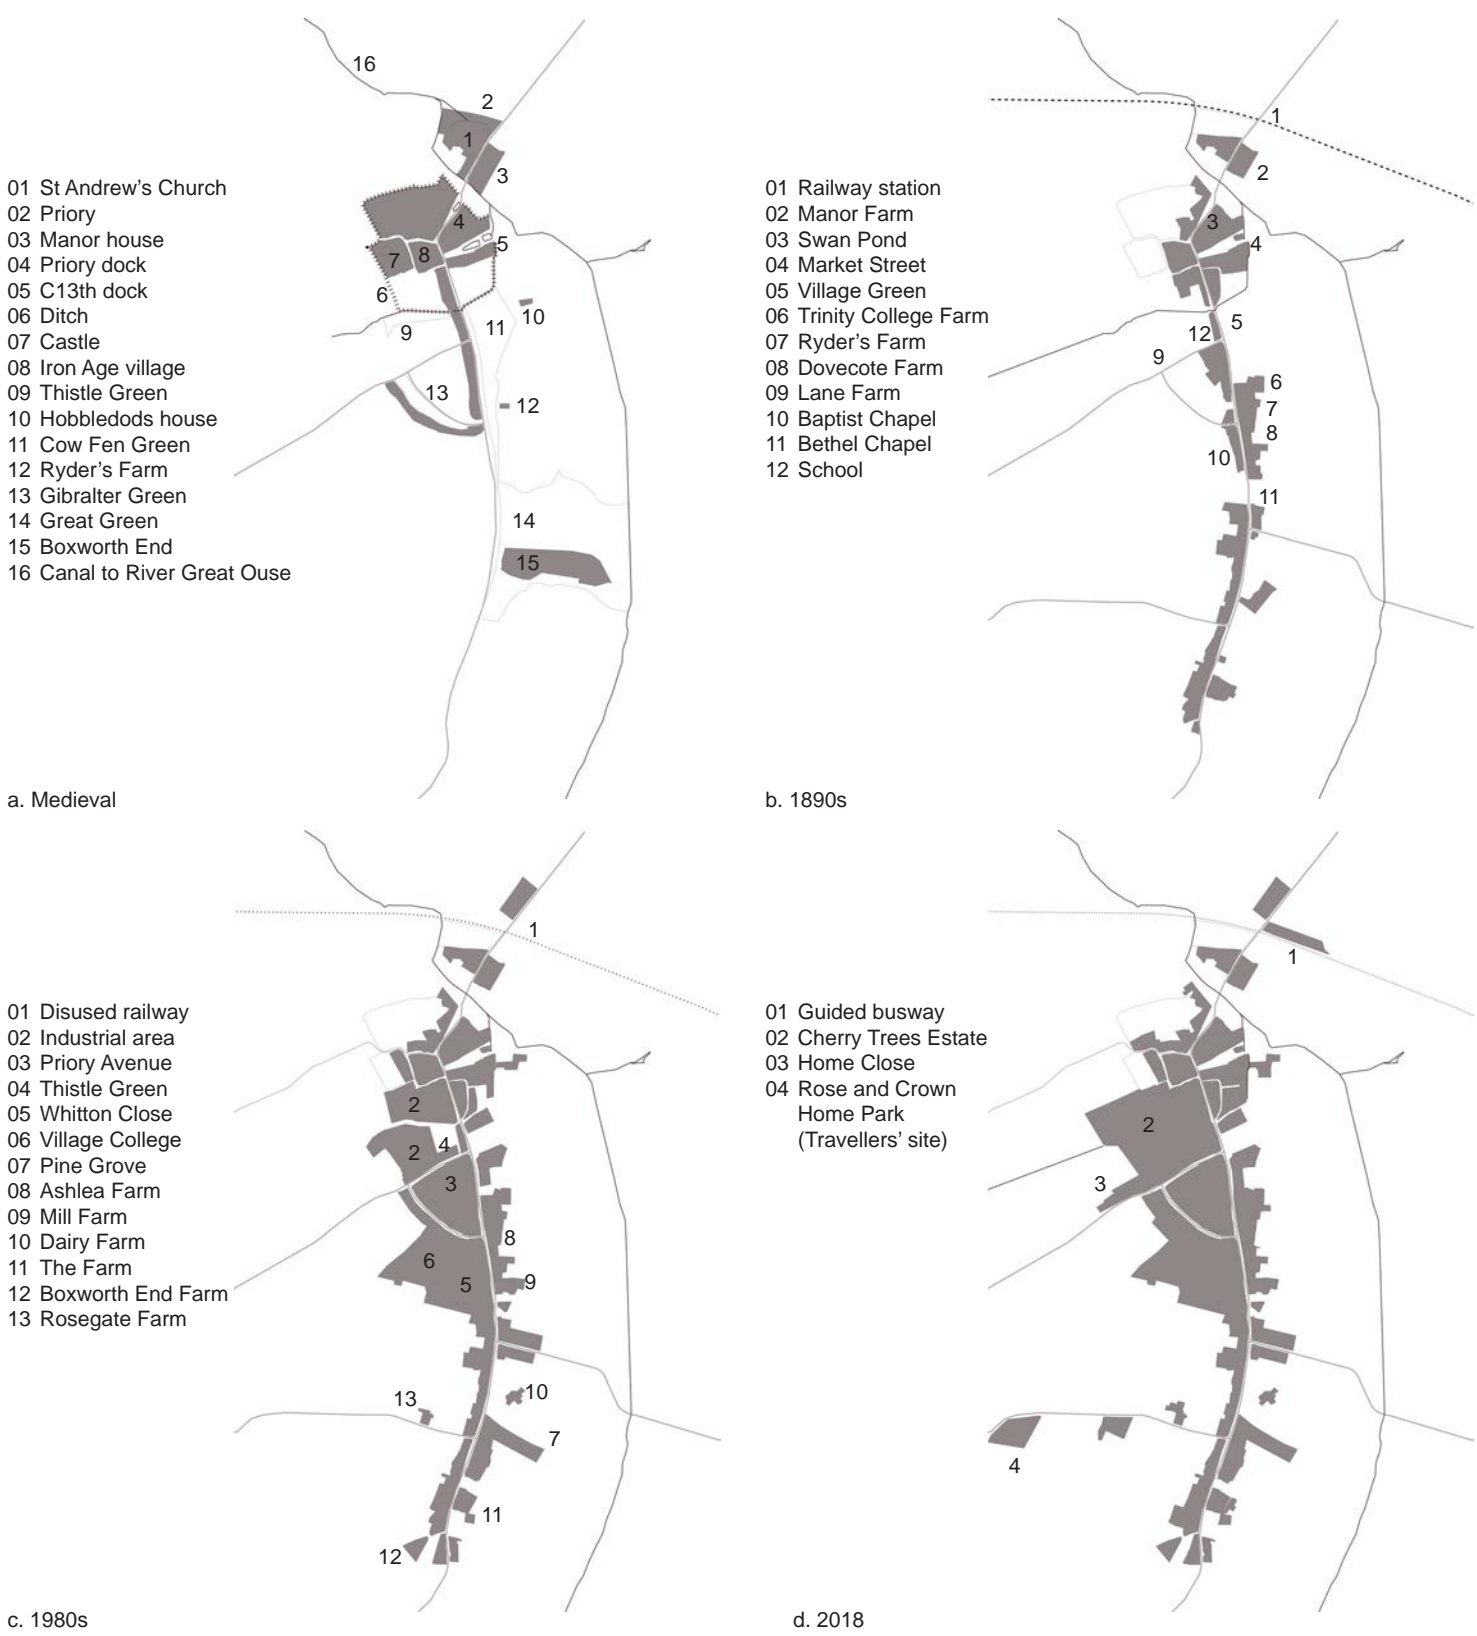 16
2
1
3
4
5
8
7
6
9
11
10
13
12
14
15
01 St Andrew's Church
02 Priory
03 Manor house
04 Priory dock
05 C13th dock
06 Ditch
07 Castle
08 Iron Age village
09 Thistle Green
10 Hobbledods house
11 Cow Fen Green
12 Ryder's Farm
13 Gibralter Green
14 Great Green
15 Boxworth End
16 Canal to River Great Ouse
a. Medieval
1
2
3
4
5
12
9
6
7
8
10
11
01 Railway station
02 Manor Farm
03 Swan Pond
04 Market Street
05 Village Green
06 Trinity College Farm
07 Ryder's Farm
08 Dovecote Farm
09 Lane Farm
10 Baptist Chapel
11 Bethel Chapel
12 School
b. 1890s
1
2
4
2
3
8
6
5
9
13
10
7
11
12
01 Disused railway
02 Industrial area
03 Priory Avenue
04 Thistle Green
05 Whitton Close
06 Village College
07 Pine Grove
08 Ashlea Farm
09 Mill Farm
10 Dairy Farm
11 The Farm
12 Boxworth End Farm
13 Rosegate Farm
c. 1980s
1
2
3
4
01 Guided busway
02 Cherry Trees Estate
03 Home Close
04 Rose and Crown
Home Park
(Travellers' site)
d. 2018